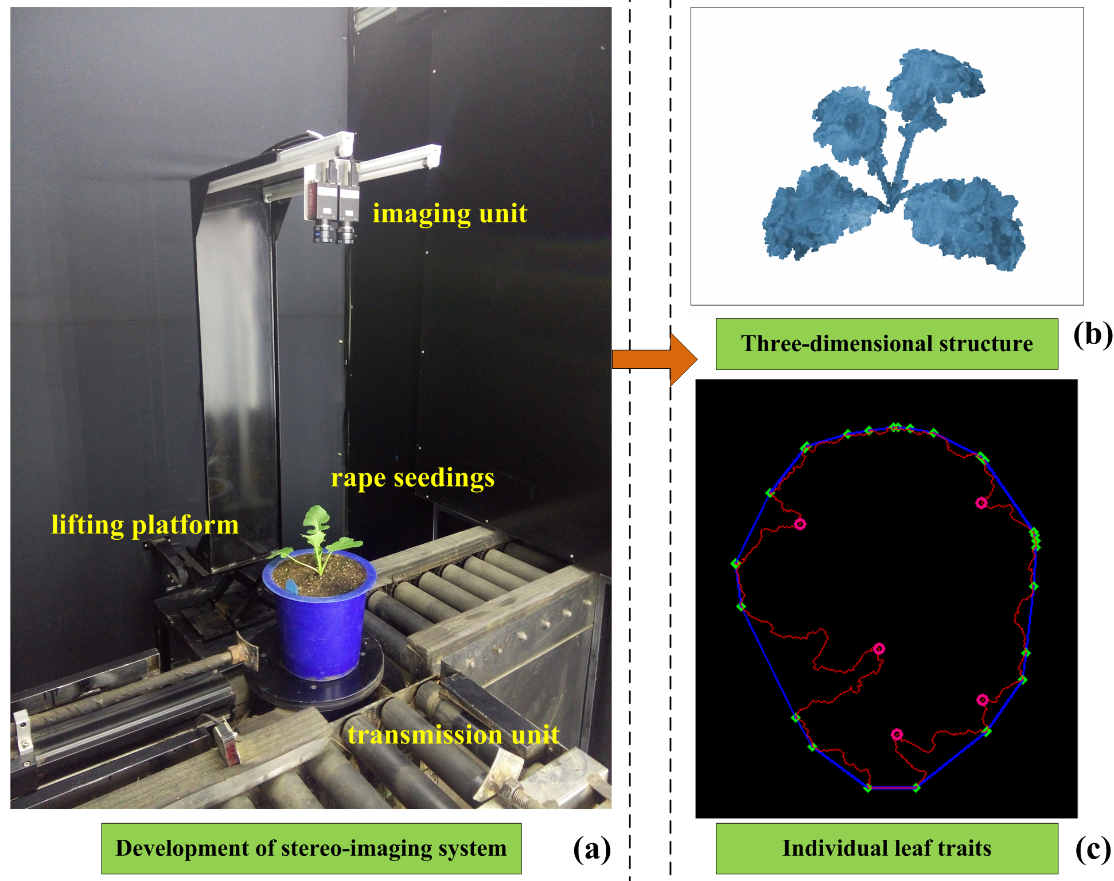 imaging unit
rape seedings
lifting platform
transmission unit
Development of stereo-imaging system
(a)
Three-dimensional structure
(b)
Individual leaf traits
(c)